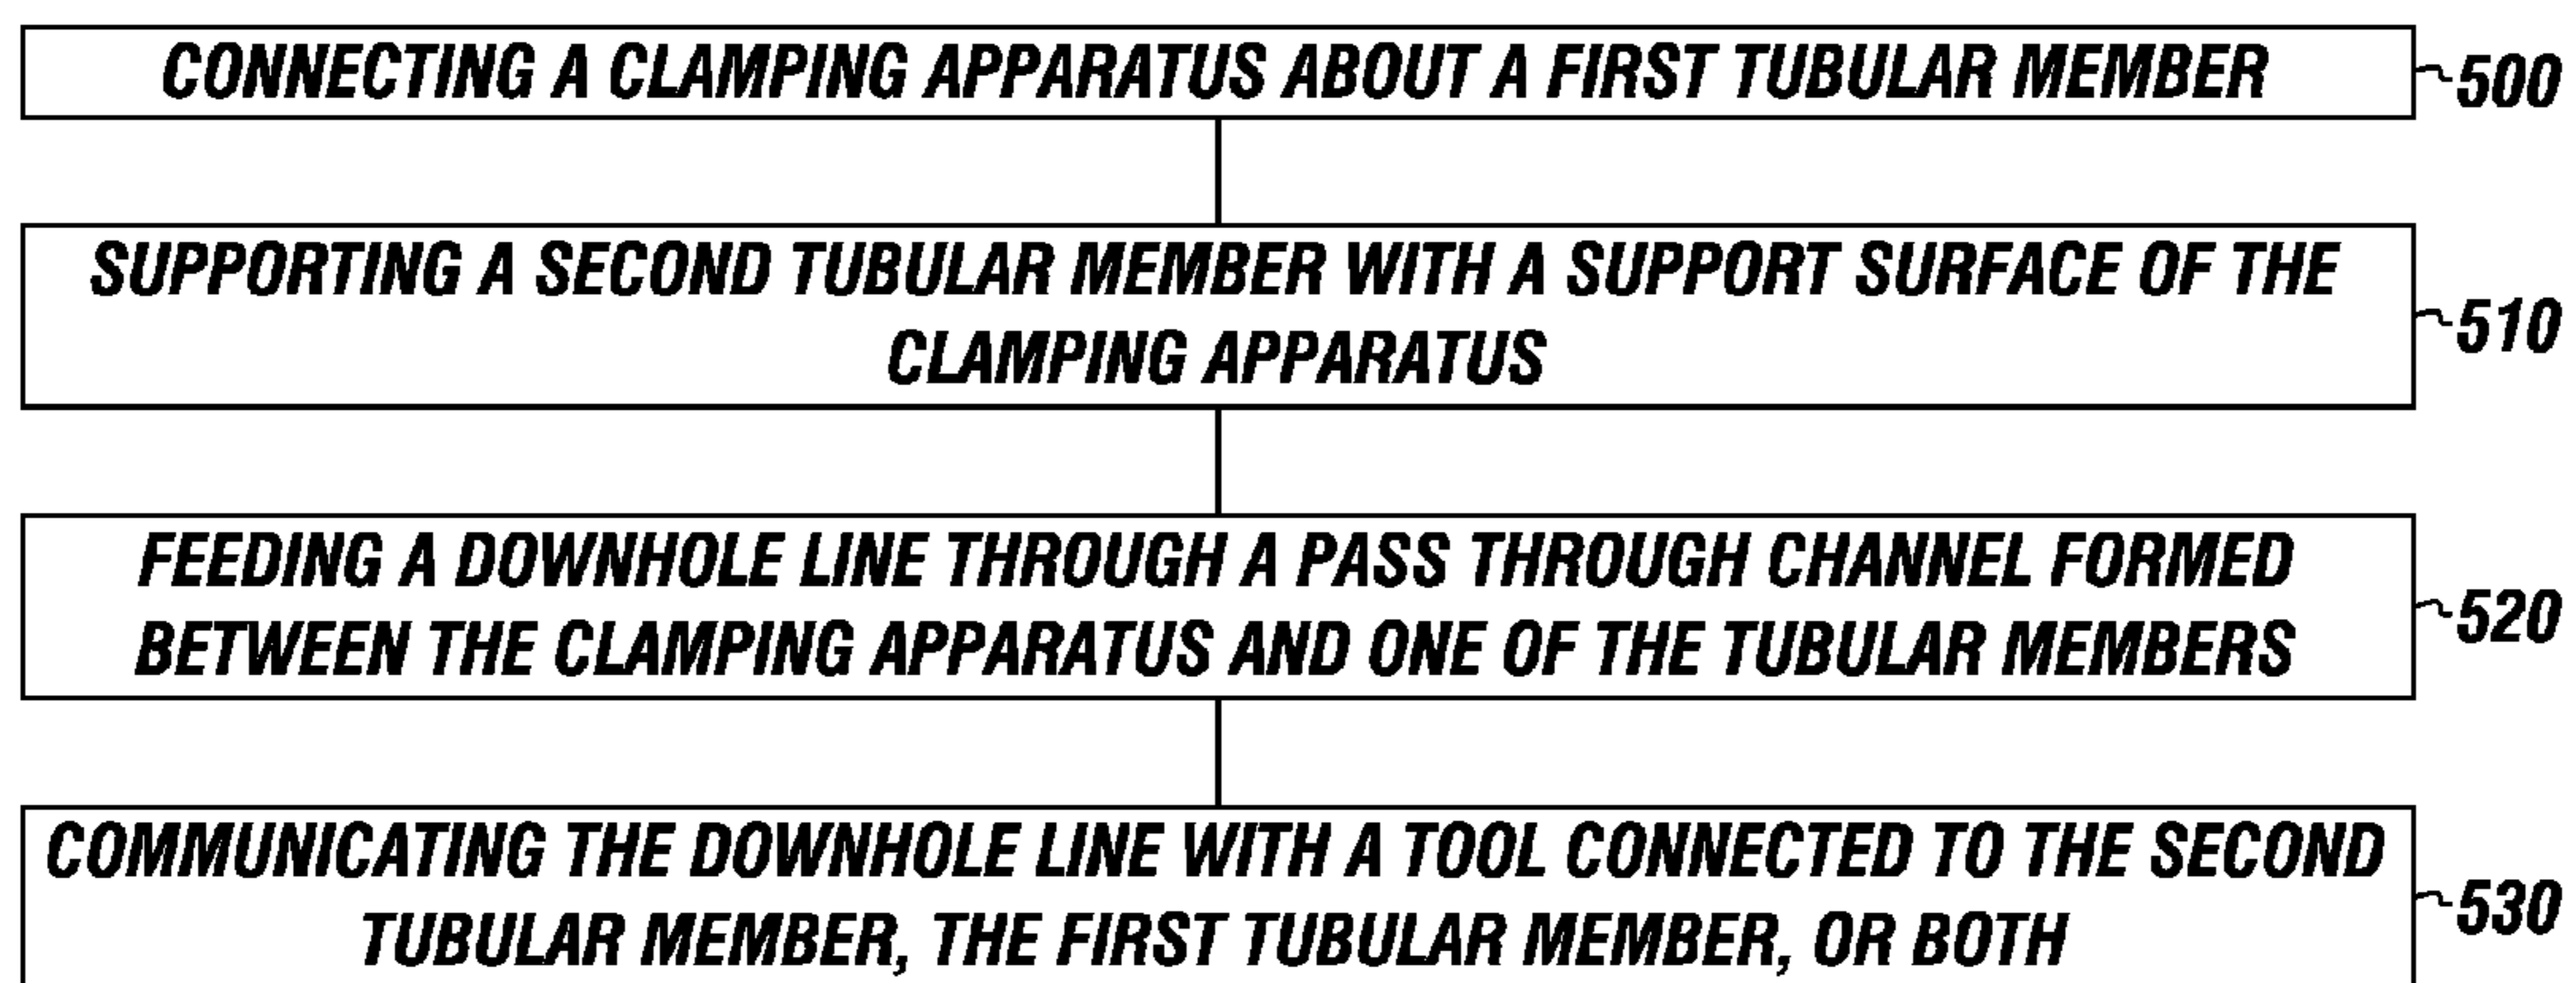 CONNECTING A CLAMPING APPARATUS ABOUT A FIRST TUBULAR MEMBER
~500
SUPPORTING A SECOND TUBULAR MEMBER WITH A SUPPORT SURFACE OF THE
CLAMPING APPARATUS
~510
FEEDING A DOWNHOLE LINE THROUGH A PASS THROUGH CHANNEL FORMED
BETWEEN THE CLAMPING APPARATUS AND ONE OF THE TUBULAR MEMBERS
~520
COMMUNICATING THE DOWNHOLE LINE WITH A TOOL CONNECTED TO THE SECOND
TUBULAR MEMBER, THE FIRST TUBULAR MEMBER, OR BOTH
~530